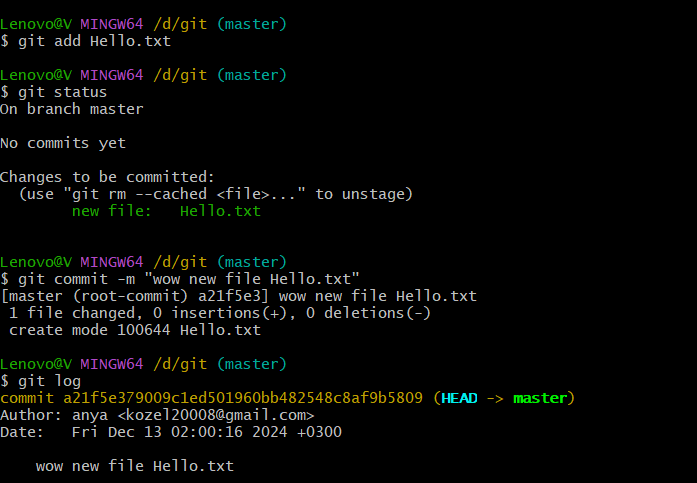 Lenovo@V MINGW64 /d/git (master)
$ git add Hello.txt
Lenovo@V MINGW64 /d/git (master)
$ git status
On branch master
No commits yet
Changes to be committed:
  (use "git rm --cached <file>..." to unstage)
        new file:   Hello.txt
Lenovo@V MINGW64 /d/git (master)
$ git commit -m "wow new file Hello.txt"
[master (root-commit) a21f5e3] wow new file Hello.txt
 1 file changed, 0 insertions(+), 0 deletions(-)
 create mode 100644 Hello.txt
Lenovo@V MINGW64 /d/git (master)
$ git log
commit a21f5e379009c1ed501960bb482548c8af9b5809 (HEAD -> master)
Author: anya <kozel20008@gmail.com>
Date:   Fri Dec 13 02:00:16 2024 +0300
    wow new file Hello.txt